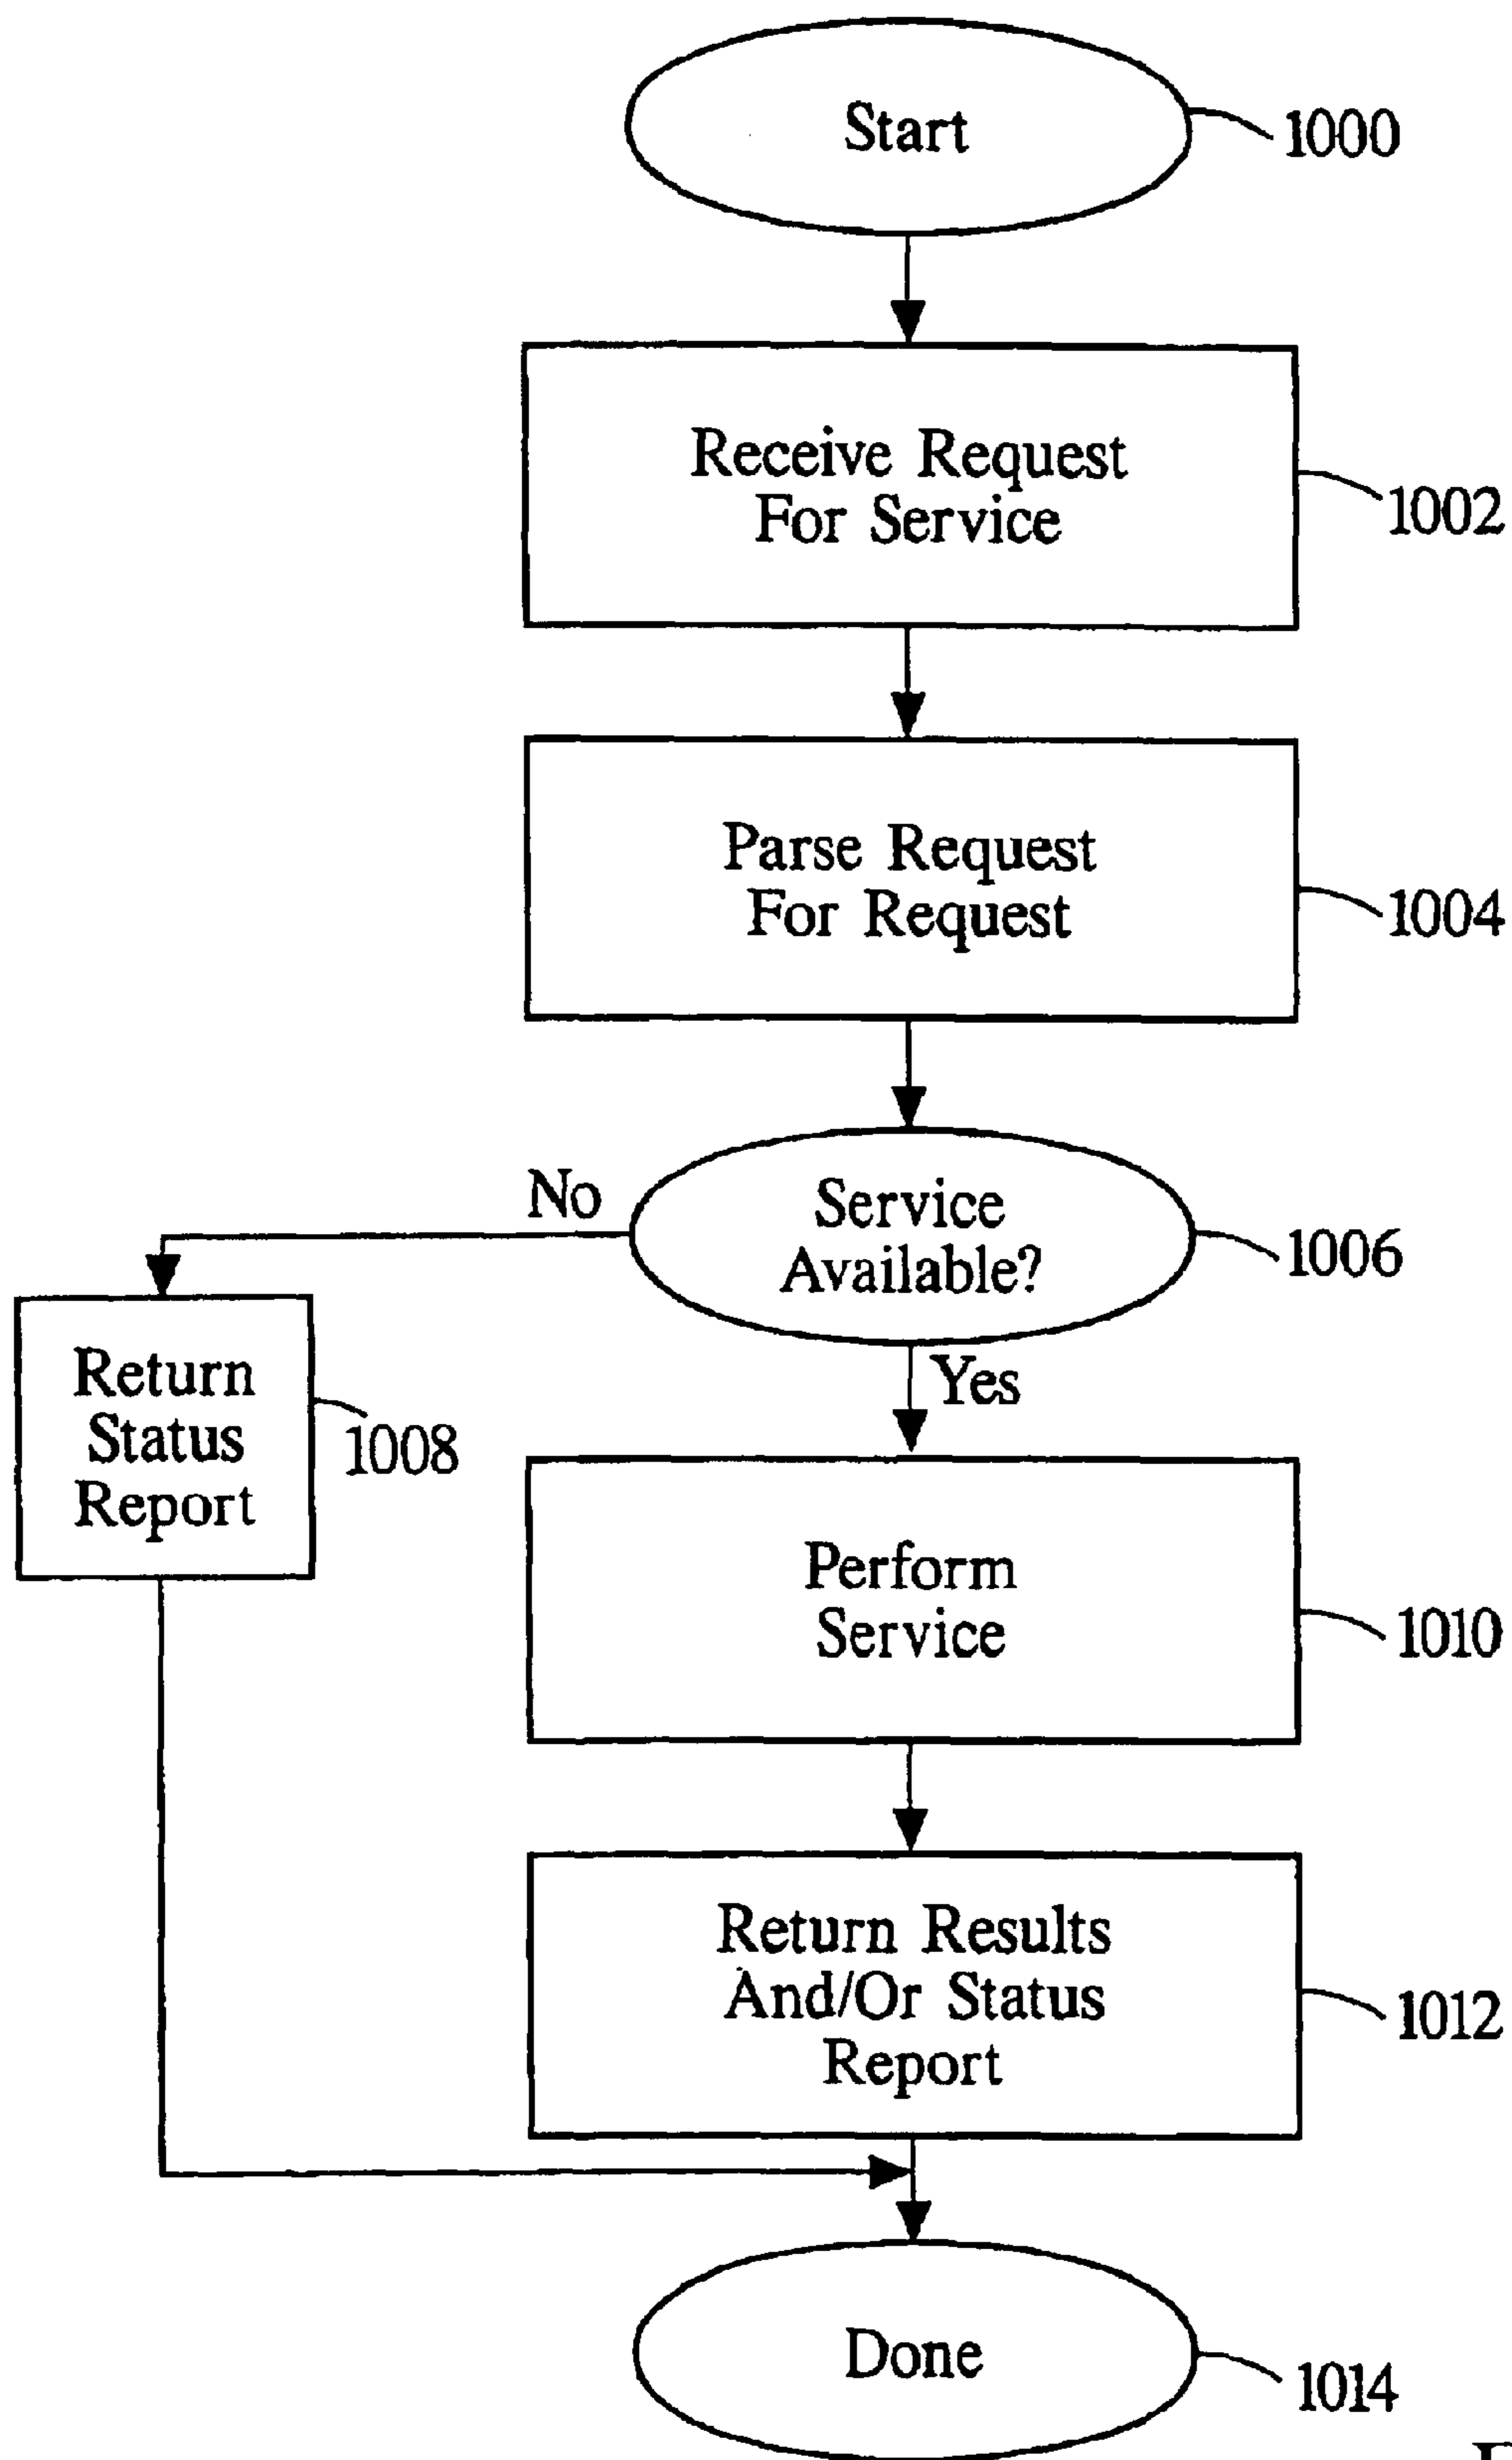 Start
1000
Receive Request
For Service
1002
Parse Request
For Request
1004
No
Service
Available?
1006
Yes
Return
Status
Report
1008
Perform
Service
1010
Return Results
And/Or Status
Report
1012
Done
1014